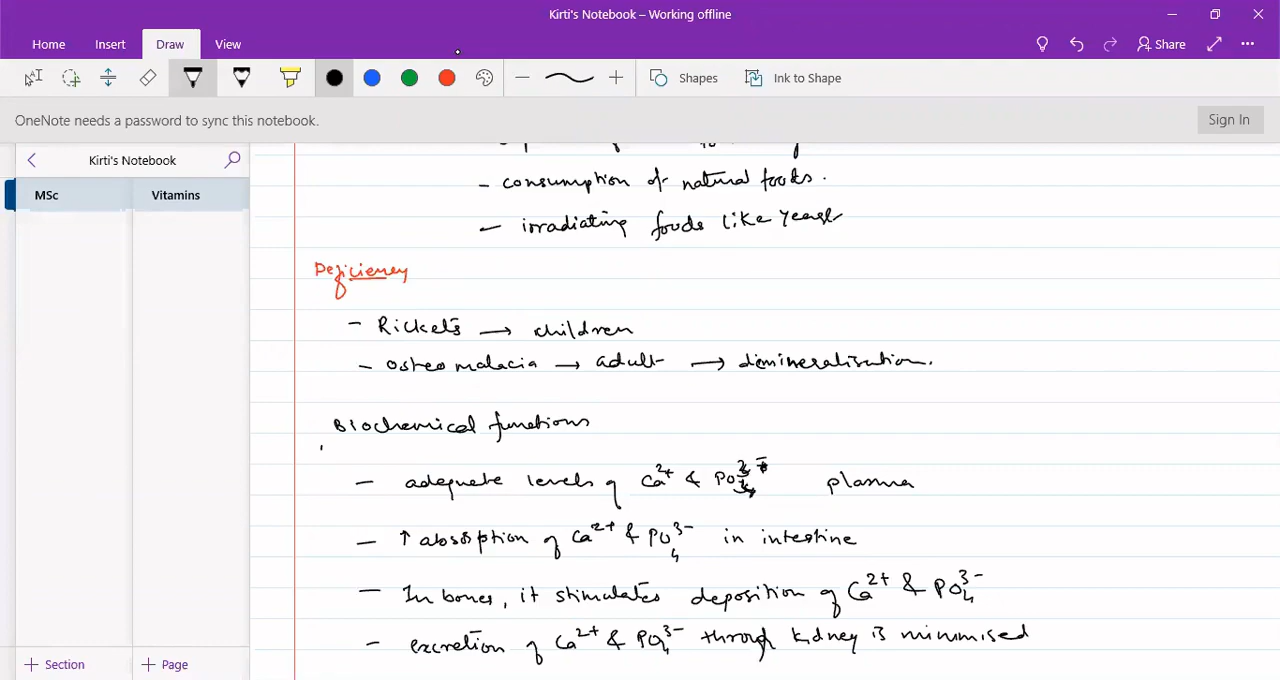 Kirti's Notebook – Working offline
Home Insert Draw View Share
Shapes Ink to Shape
OneNote needs a password to sync this notebook. Sign In
Kirti's Notebook
MSc Vitamins
- consumption of natural foods.
- irradiating foods like Yeast
Deficiency
- Rickets → children
- Osteomalacia → adult → demineralisation.
Biochemical functions
- adequate levels of Ca²⁺ & plasma
- ↑ absorption of Ca²⁺ & PO₄³⁻ in intestine
- In bones, it stimulates deposition of Ca²⁺ & PO₄³⁻
- excretion of Ca²⁺ & PO₄³⁻ through kidney is minimised
+ Section + Page